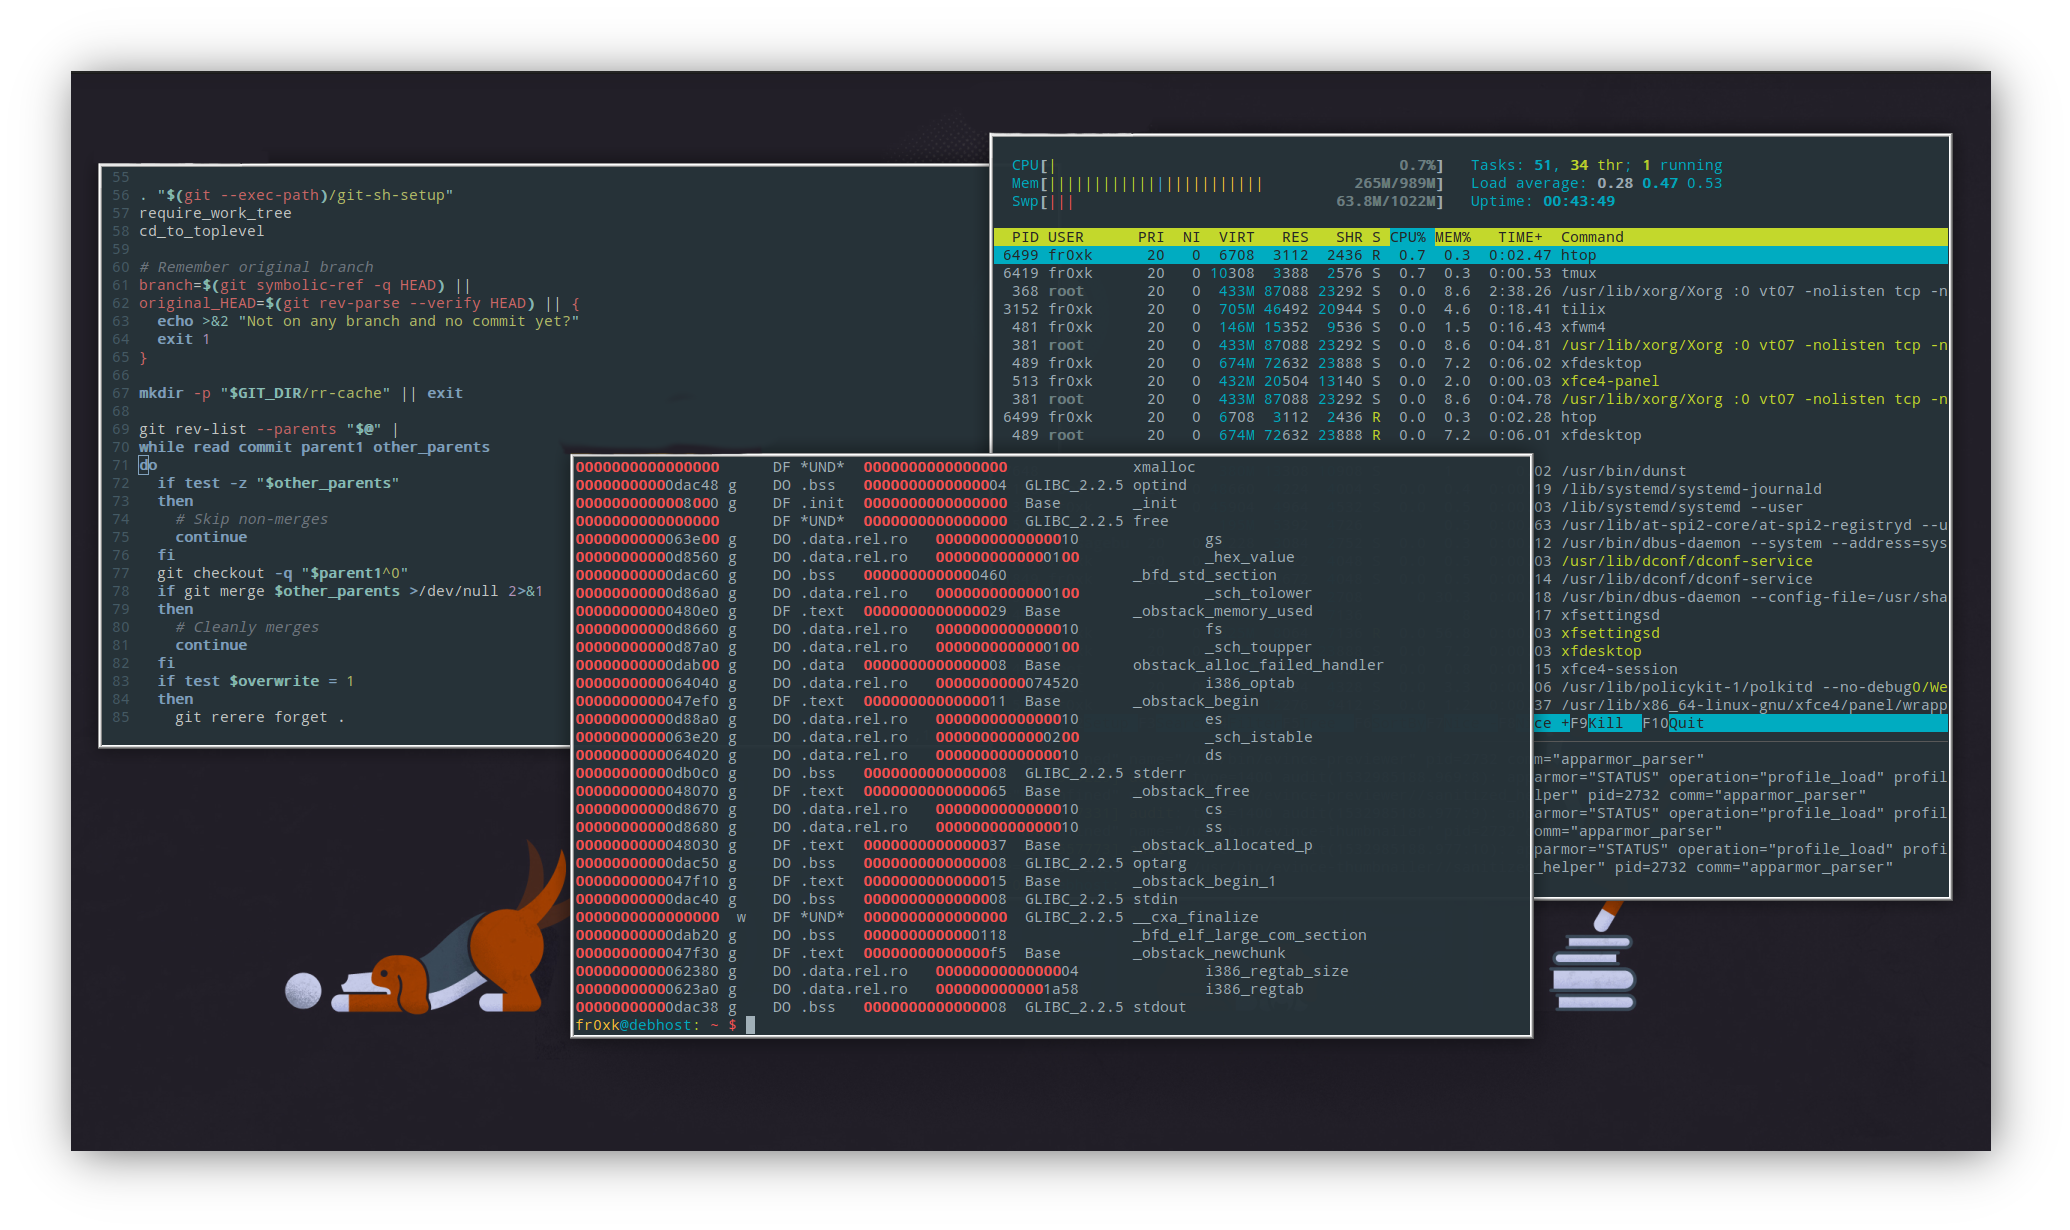 55
56 . "$(git --exec-path)/git-sh-setup"
57 require_work_tree
58 cd_to_toplevel
59
60 # Remember original branch
61 branch=$(git symbolic-ref -q HEAD) ||
62 original_HEAD=$(git rev-parse --verify HEAD) || {
63   echo >&2 "Not on any branch and no commit yet?"
64   exit 1
65 }
66
67 mkdir -p "$GIT_DIR/rr-cache" || exit
68
69 git rev-list --parents "$@" |
70 while read commit parent1 other_parents
71 do
72   if test -z "$other_parents"
73   then
74     # Skip non-merges
75     continue
76   fi
77   git checkout -q "$parent1^0"
78   if git merge $other_parents >/dev/null 2>&1
79   then
80     # Cleanly merges
81     continue
82   fi
83   if test $overwrite = 1
84   then
85     git rerere forget .
CPU[| 0.7%] Tasks: 51, 34 thr; 1 running
Mem[|||||||||||||||||||||||| 265M/989M] Load average: 0.28 0.47 0.53
Swp[||| 63.8M/1022M] Uptime: 00:43:49
PID USER PRI NI VIRT RES SHR S CPU% MEM% TIME+ Command
6499 fr0xk 20 0 6708 3112 2436 R 0.7 0.3 0:02.47 htop
6419 fr0xk 20 0 10308 3388 2576 S 0.7 0.3 0:00.53 tmux
368 root 20 0 433M 87088 23292 S 0.0 8.6 2:38.26 /usr/lib/xorg/Xorg :0 vt07 -nolisten tcp -n
3152 fr0xk 20 0 705M 46492 20944 S 0.0 4.6 0:18.41 tilix
481 fr0xk 20 0 146M 15352 9536 S 0.0 1.5 0:16.43 xfwm4
381 root 20 0 433M 87088 23292 S 0.0 8.6 0:04.81 /usr/lib/xorg/Xorg :0 vt07 -nolisten tcp -n
489 fr0xk 20 0 674M 72632 23888 S 0.0 7.2 0:06.02 xfdesktop
513 fr0xk 20 0 432M 20504 13140 S 0.0 2.0 0:00.03 xfce4-panel
381 root 20 0 433M 87088 23292 S 0.0 8.6 0:04.78 /usr/lib/xorg/Xorg :0 vt07 -nolisten tcp -n
6499 fr0xk 20 0 6708 3112 2436 R 0.0 0.3 0:02.28 htop
489 root 20 0 674M 72632 23888 R 0.0 7.2 0:06.01 xfdesktop
02 /usr/bin/dunst
19 /lib/systemd/systemd-journald
03 /lib/systemd/systemd --user
63 /usr/lib/at-spi2-core/at-spi2-registryd --u
12 /usr/bin/dbus-daemon --system --address=sys
03 /usr/lib/dconf/dconf-service
14 /usr/lib/dconf/dconf-service
18 /usr/bin/dbus-daemon --config-file=/usr/sha
17 xfsettingsd
03 xfsettingsd
03 xfdesktop
15 xfce4-session
06 /usr/lib/policykit-1/polkitd --no-debug0/We
37 /usr/lib/x86_64-linux-gnu/xfce4/panel/wrapp
ce +F9Kill  F10Quit
m="apparmor_parser"
armor="STATUS" operation="profile_load" profil
lper" pid=2732 comm="apparmor_parser"
armor="STATUS" operation="profile_load" profil
omm="apparmor_parser"
parmor="STATUS" operation="profile_load" profi
_helper" pid=2732 comm="apparmor_parser"
0000000000000000      DF *UND*  0000000000000000              xmalloc
00000000000dac48 g    DO .bss   0000000000000004  GLIBC_2.2.5 optind
0000000000008000 g    DF .init  0000000000000000  Base        _init
0000000000000000      DF *UND*  0000000000000000  GLIBC_2.2.5 free
0000000000063e00 g    DO .data.rel.ro   0000000000000010              gs
00000000000d8560 g    DO .data.rel.ro   0000000000000100              _hex_value
00000000000dac60 g    DO .bss   0000000000000460              _bfd_std_section
00000000000d86a0 g    DO .data.rel.ro   0000000000000100              _sch_tolower
00000000000480e0 g    DF .text  0000000000000029  Base        _obstack_memory_used
00000000000d8660 g    DO .data.rel.ro   0000000000000010              fs
00000000000d87a0 g    DO .data.rel.ro   0000000000000100              _sch_toupper
00000000000dab00 g    DO .data  0000000000000008  Base        obstack_alloc_failed_handler
0000000000064040 g    DO .data.rel.ro   0000000000074520              i386_optab
0000000000047ef0 g    DF .text  0000000000000011  Base        _obstack_begin
00000000000d88a0 g    DO .data.rel.ro   0000000000000010              es
0000000000063e20 g    DO .data.rel.ro   0000000000000200              _sch_istable
0000000000064020 g    DO .data.rel.ro   0000000000000010              ds
00000000000db0c0 g    DO .bss   0000000000000008  GLIBC_2.2.5 stderr
0000000000048070 g    DF .text  0000000000000065  Base        _obstack_free
00000000000d8670 g    DO .data.rel.ro   0000000000000010              cs
00000000000d8680 g    DO .data.rel.ro   0000000000000010              ss
0000000000048030 g    DF .text  0000000000000037  Base        _obstack_allocated_p
00000000000dac50 g    DO .bss   0000000000000008  GLIBC_2.2.5 optarg
0000000000047f10 g    DF .text  0000000000000015  Base        _obstack_begin_1
00000000000dac40 g    DO .bss   0000000000000008  GLIBC_2.2.5 stdin
0000000000000000  w   DF *UND*  0000000000000000  GLIBC_2.2.5 __cxa_finalize
00000000000dab20 g    DO .bss   0000000000000118              _bfd_elf_large_com_section
0000000000047f30 g    DF .text  00000000000000f5  Base        _obstack_newchunk
0000000000062380 g    DO .data.rel.ro   0000000000000004              i386_regtab_size
00000000000623a0 g    DO .data.rel.ro   0000000000001a58              i386_regtab
00000000000dac38 g    DO .bss   0000000000000008  GLIBC_2.2.5 stdout
fr0xk@debhost: ~ $